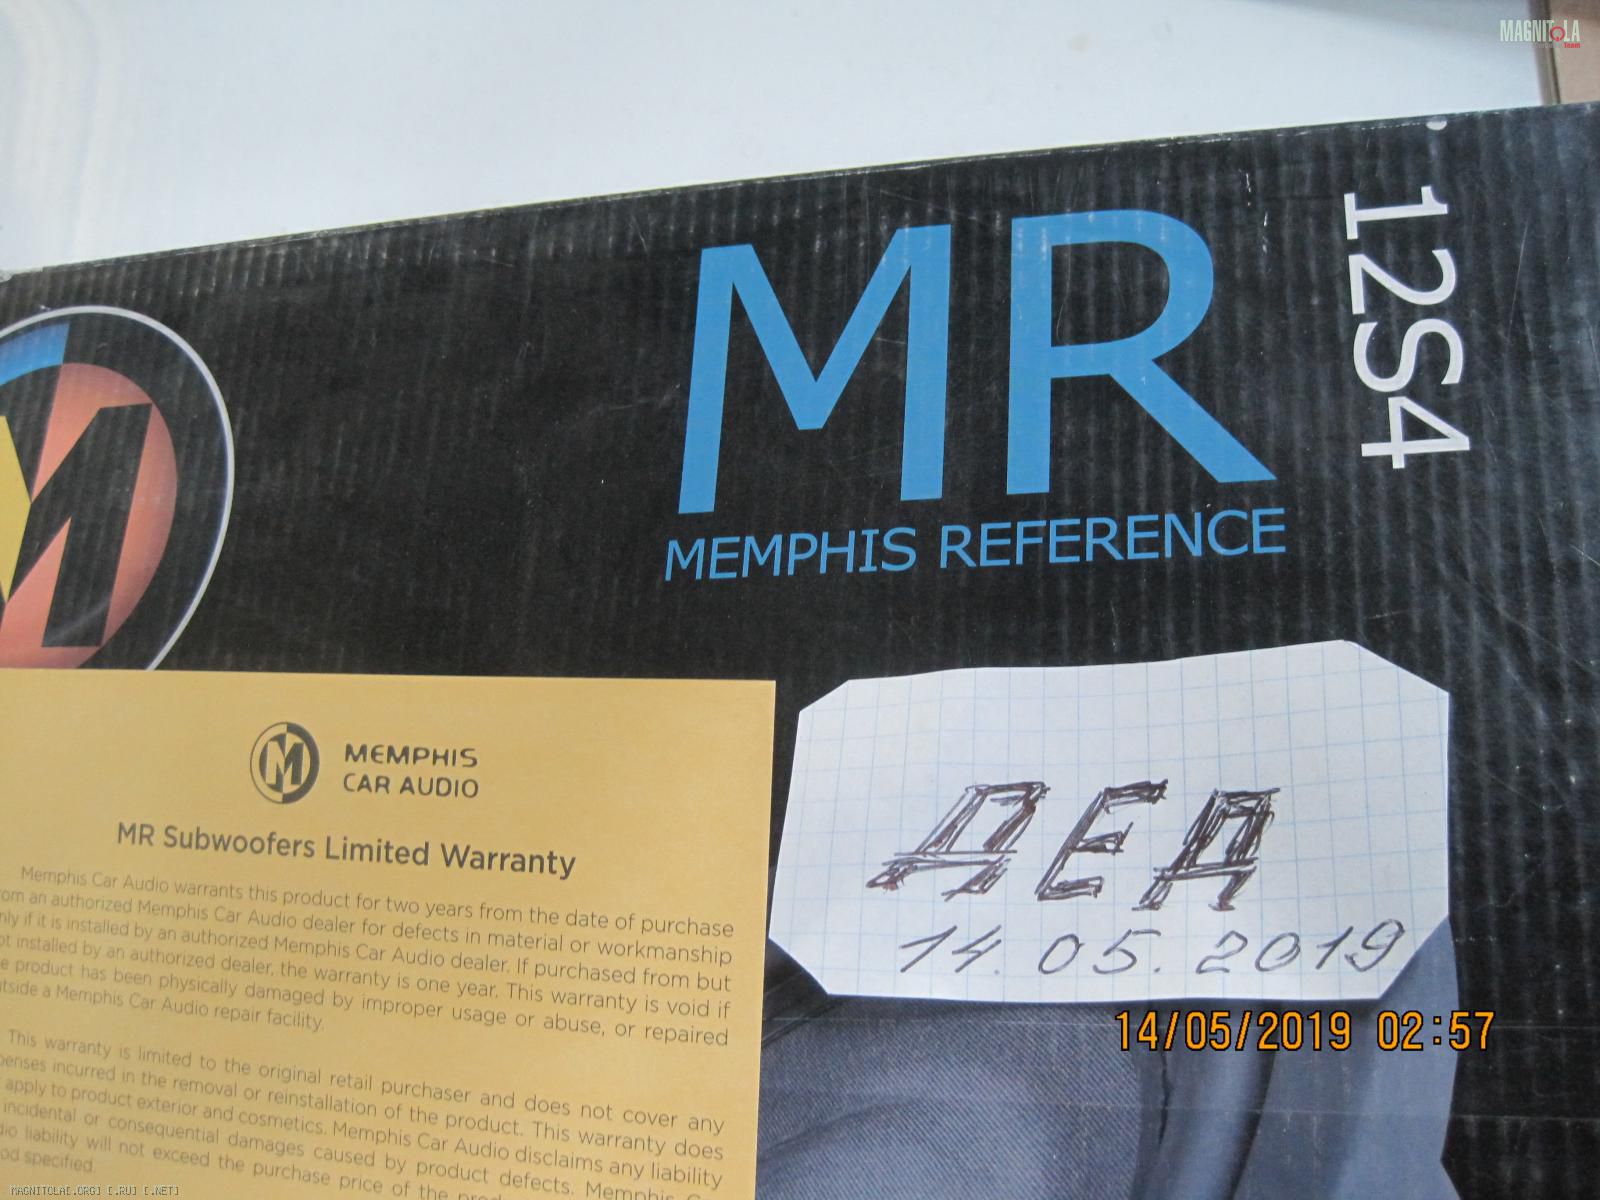 MAGNITOLA
Team
MR
12S4
MEMPHIS REFERENCE
M
M
MEMPHIS
CAR AUDIO
MR Subwoofers Limited Warranty
Memphis Car Audio warrants this product for two years from the date of purchase
an authorized Memphis Car Audio dealer for defects in material or workmanship
if it is installed by an authorized Memphis Car Audio dealer. If purchased from but
installed by an authorized dealer, the warranty is one year. This warranty is void if
product has been physically damaged by improper usage or abuse, or repaired
a Memphis Car Audio repair facility.
This warranty is limited to the original retail purchaser and does not cover any
incurred in the removal or reinstallation of the product. This warranty does
apply to product exterior and cosmetics. Memphis Car Audio disclaims any liability
incidental or consequential damages caused by product defects. Memphis
liability will not exceed the purchase price of the
specified.
ДЕД
14.05.2019
14/05/2019 02:57
MAGNITOLA[.ORG] [.RU] [.NET]